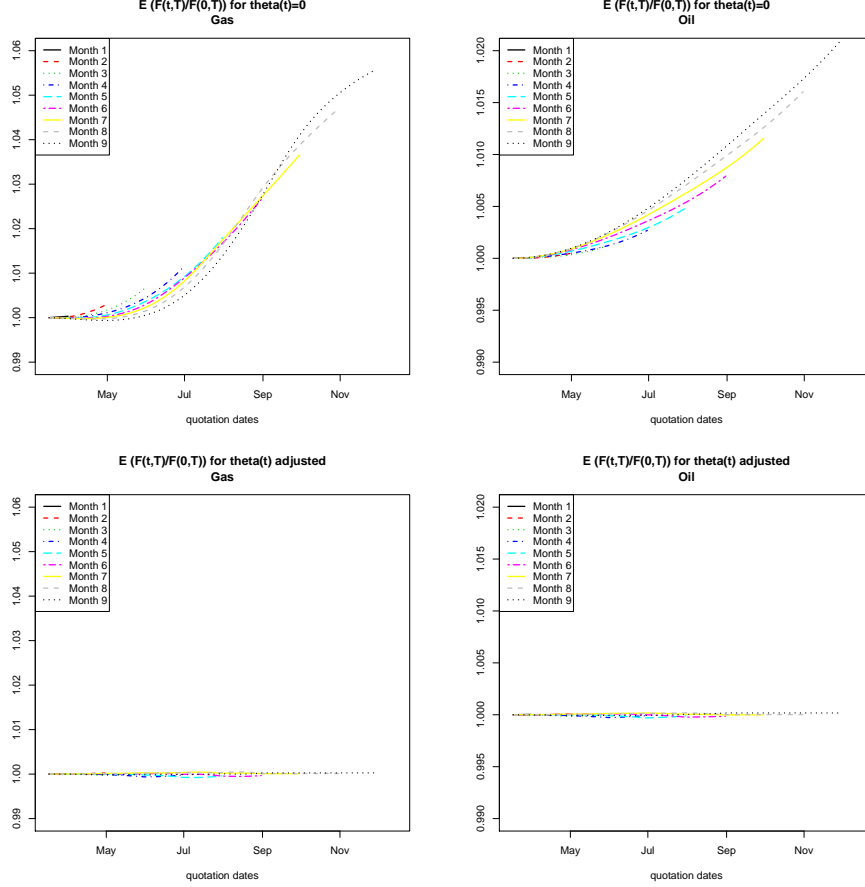 E (F(t,T)/F(0,T)) for theta(t)=0
Gas
1.06
1.05
1.04
1.03
1.02
1.01
1.00
0.99
Month 1
Month 2
Month 3
Month 4
Month 5
Month 6
Month 7
Month 8
Month 9
May
Jul
Sep
Nov
quotation dates
E (F(t,T)/F(0,T)) for theta(t)=0
Oil
1.020
1.015
1.010
1.005
1.000
0.995
0.990
Month 1
Month 2
Month 3
Month 4
Month 5
Month 6
Month 7
Month 8
Month 9
May
Jul
Sep
Nov
quotation dates
E (F(t,T)/F(0,T)) for theta(t) adjusted
Gas
1.06
1.05
1.04
1.03
1.02
1.01
1.00
0.99
Month 1
Month 2
Month 3
Month 4
Month 5
Month 6
Month 7
Month 8
Month 9
May
Jul
Sep
Nov
quotation dates
E (F(t,T)/F(0,T)) for theta(t) adjusted
Oil
1.020
1.015
1.010
1.005
1.000
0.995
0.990
Month 1
Month 2
Month 3
Month 4
Month 5
Month 6
Month 7
Month 8
Month 9
May
Jul
Sep
Nov
quotation dates